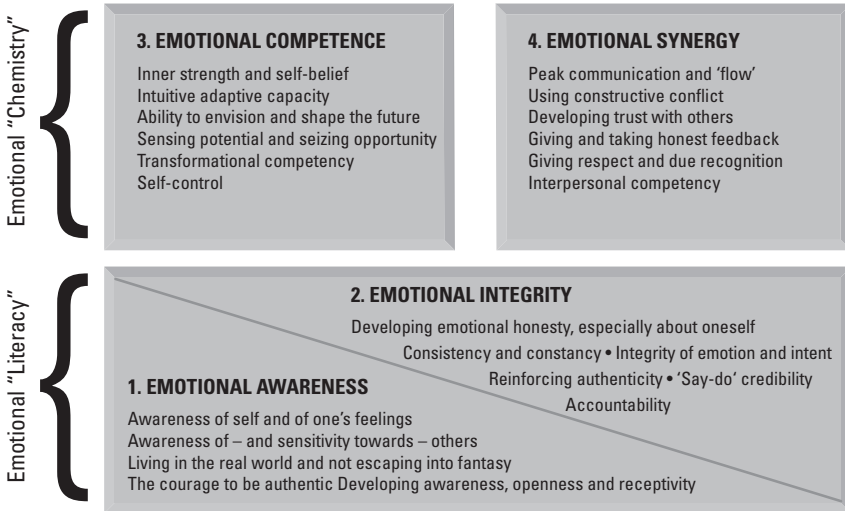 Emotional “Chemistry”
3. EMOTIONAL COMPETENCE
Inner strength and self-belief
Intuitive adaptive capacity
Ability to envision and shape the future
Sensing potential and seizing opportunity
Transformational competency
Self-control
4. EMOTIONAL SYNERGY
Peak communication and ‘flow’
Using constructive conflict
Developing trust with others
Giving and taking honest feedback
Giving respect and due recognition
Interpersonal competency
Emotional “Literacy”
2. EMOTIONAL INTEGRITY
Developing emotional honesty, especially about oneself
Consistency and constancy • Integrity of emotion and intent
Reinforcing authenticity • ‘Say-do’ credibility
Accountability
1. EMOTIONAL AWARENESS
Awareness of self and of one’s feelings
Awareness of – and sensitivity towards – others
Living in the real world and not escaping into fantasy
The courage to be authentic Developing awareness, openness and receptivity